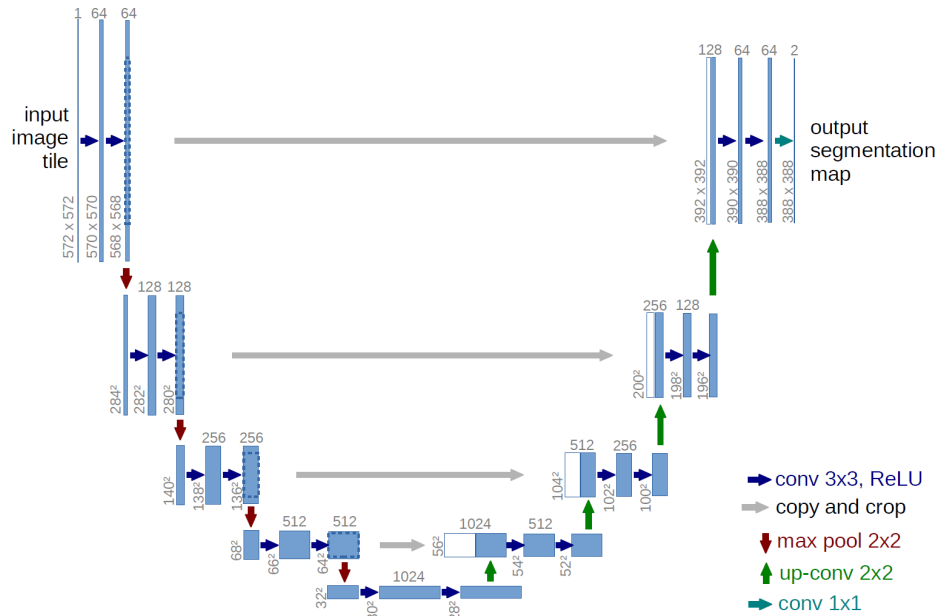 1 64 64
128 64 64 2
input
image
tile
output
segmentation
map
572 x 572
570 x 570
568 x 568
392 x 392
390 x 390
388 x 388
388 x 388
128 128
256 128
284²
282²
280²
200²
198²
196²
256 256
512 256
140²
138²
136²
104²
102²
100²
512 512
1024 512
68²
66²
64²
56²
54²
52²
1024
32²
conv 3x3, ReLU
copy and crop
max pool 2x2
up-conv 2x2
conv 1x1